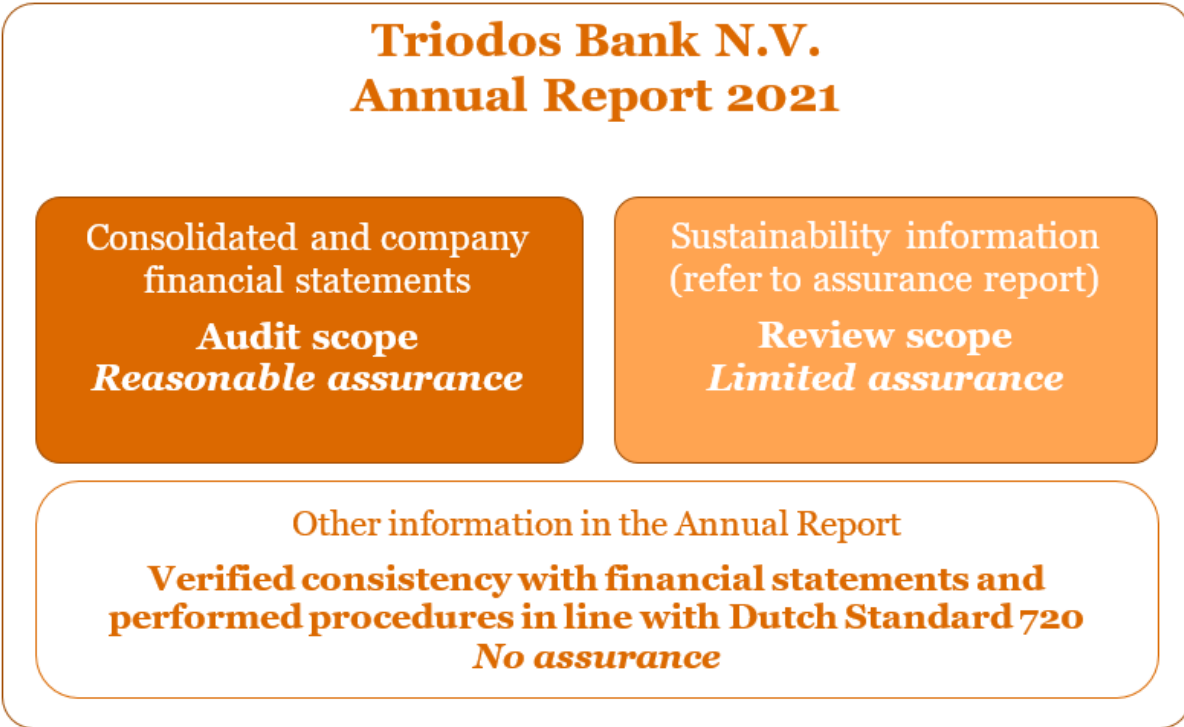 Triodos Bank N.V.
Annual Report 2021
Consolidated and company
financial statements
Audit scope
Reasonable assurance
Sustainability information
(refer to assurance report)
Review scope
Limited assurance
Other information in the Annual Report
Verified consistency with financial statements and
performed procedures in line with Dutch Standard 720
No assurance